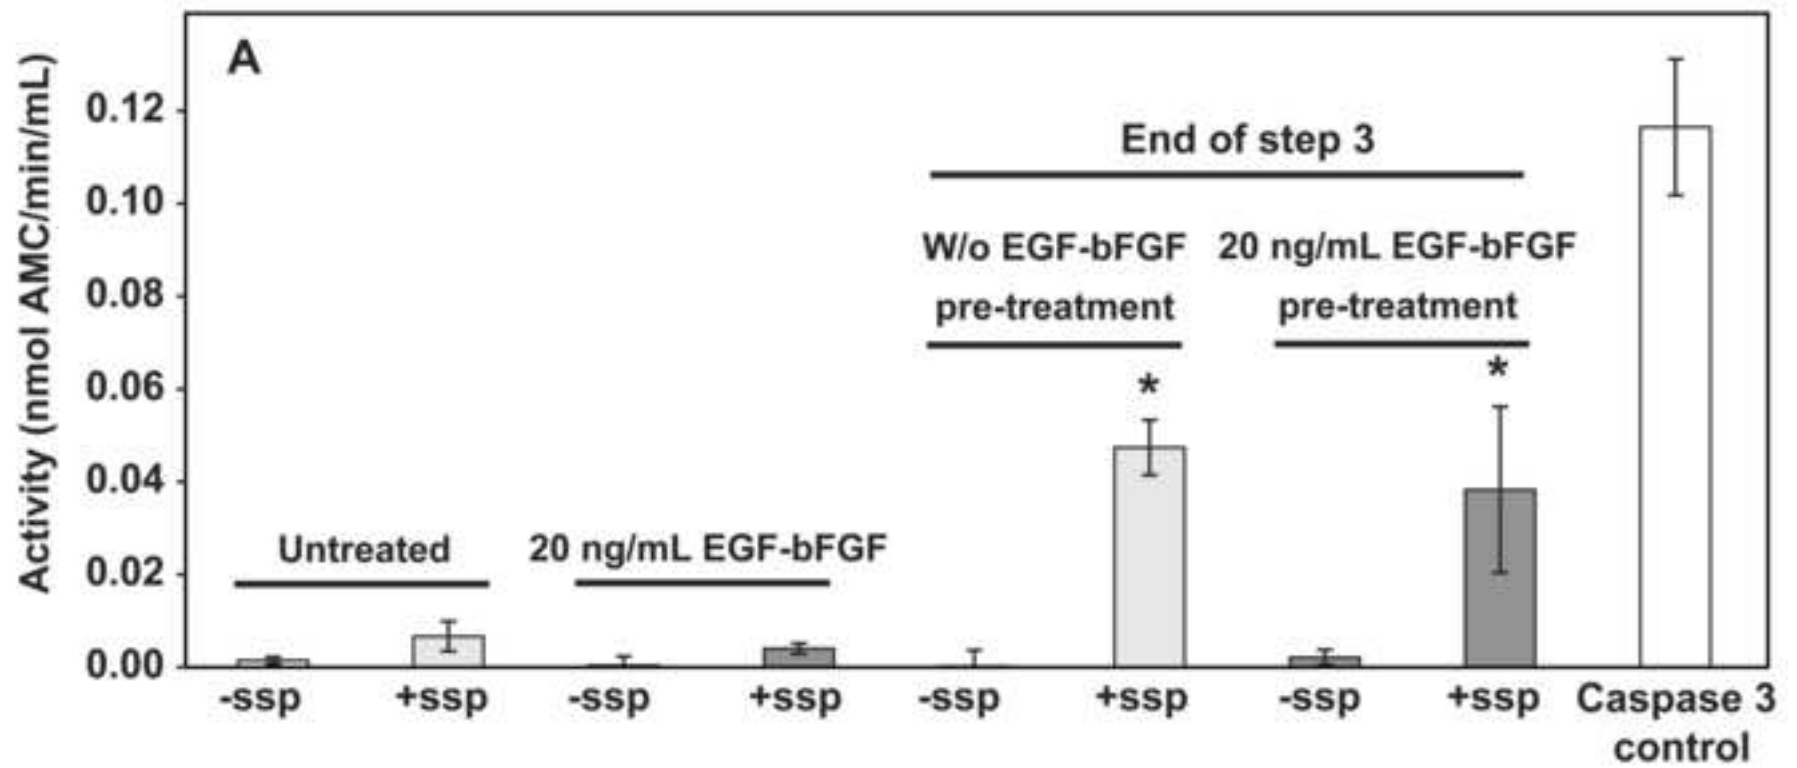 A
Activity (nmol AMC/min/mL)
0.12
0.10
0.08
0.06
0.04
0.02
0.00
End of step 3
W/o EGF-bFGF
pre-treatment
20 ng/mL EGF-bFGF
pre-treatment
*
*
Untreated
20 ng/mL EGF-bFGF
-ssp +ssp -ssp +ssp -ssp +ssp -ssp +ssp Caspase 3
control